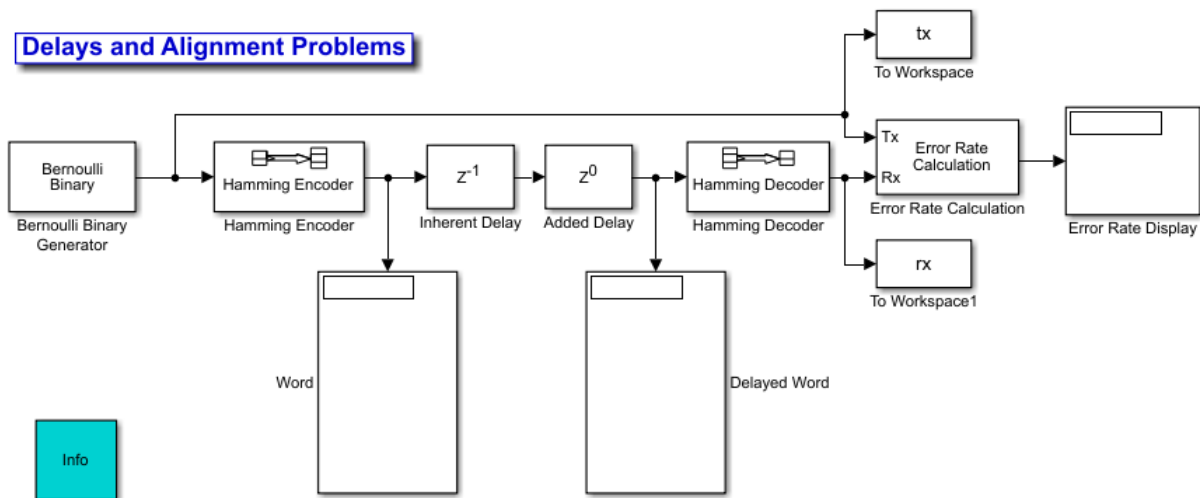 Delays and Alignment Problems
tx
To Workspace
Bernoulli
Binary
Bernoulli Binary
Generator
Hamming Encoder
Hamming Encoder
Z-1
Inherent Delay
Z0
Added Delay
Hamming Decoder
Hamming Decoder
Tx
Rx
Error Rate
Calculation
Error Rate Calculation
Error Rate Display
rx
To Workspace1
Word
Delayed Word
Info